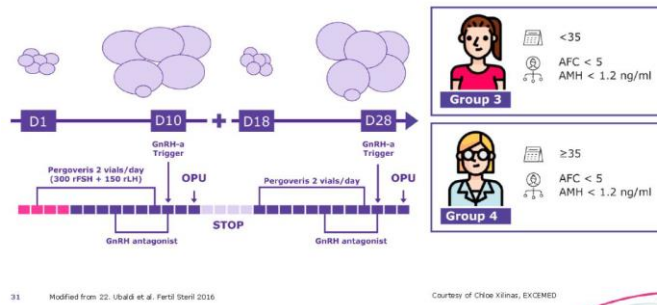 D1
D10
+
D18
D28
GnRH-a
Trigger
GnRH-a
Trigger
Pergoveris 2 vials/day
(300 rFSH + 150 rLH)
OPU
Pergoveris 2 vials/day
OPU
STOP
GnRH antagonist
GnRH antagonist
<35
AFC < 5
AMH < 1.2 ng/ml
Group 3
≥35
AFC < 5
AMH < 1.2 ng/ml
Group 4
31
Modified from 22. Ubaldi et al. Fertil Steril 2016
Courtesy of Chloe Xilinas, EXCEMED